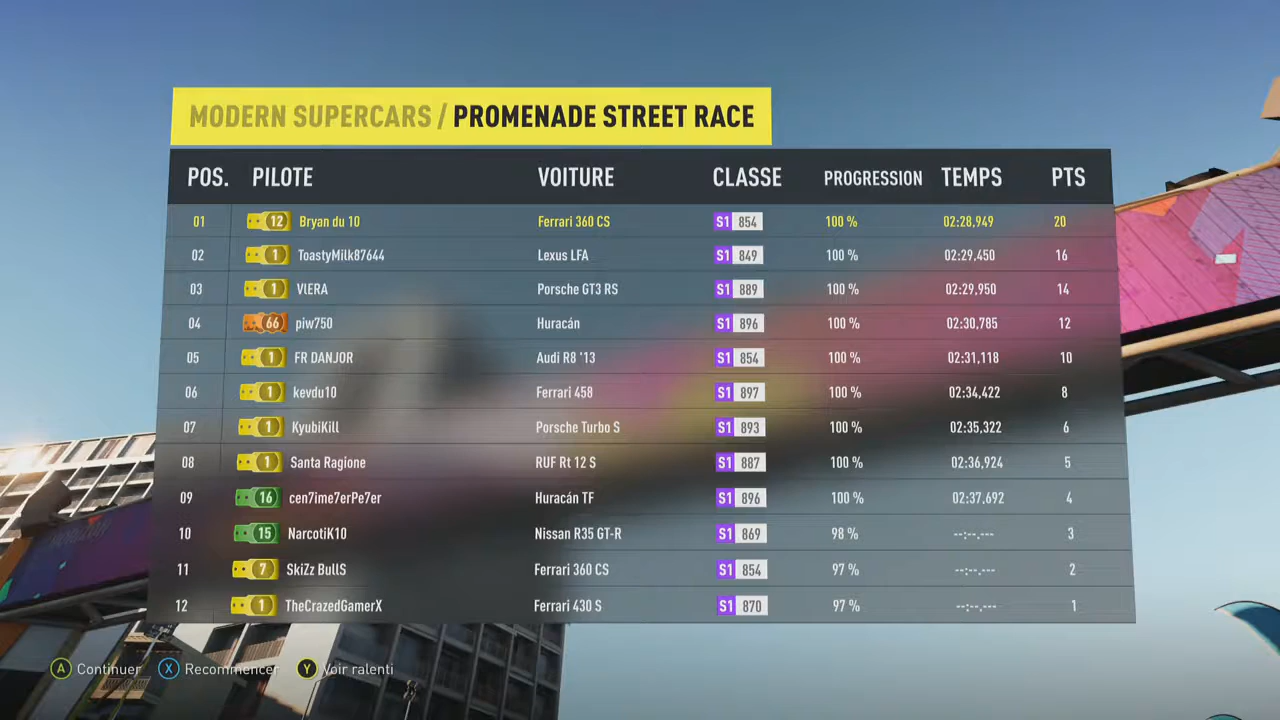 MODERN SUPERCARS / PROMENADE STREET RACE
POS. PILOTE VOITURE CLASSE PROGRESSION TEMPS PTS
01 12 Bryan du 10 Ferrari 360 CS S1 854 100 % 02:28,949 20
02 1 ToastyMilk87644 Lexus LFA S1 849 100 % 02:29,450 16
03 1 VIERA Porsche GT3 RS S1 889 100 % 02:29,950 14
04 66 piw750 Huracán S1 896 100 % 02:30,785 12
05 1 FR DANJOR Audi R8 '13 S1 854 100 % 02:31,118 10
06 1 kevdu10 Ferrari 458 S1 897 100 % 02:34,422 8
07 1 KyubiKill Porsche Turbo S S1 893 100 % 02:35,322 6
08 1 Santa Ragione RUF Rt 12 S S1 887 100 % 02:36,924 5
09 16 cen7ime7erPe7er Huracán TF S1 896 100 % 02:37,692 4
10 15 NarcotiK10 Nissan R35 GT-R S1 869 98 % --:--.--- 3
11 7 SkiZz BullS Ferrari 360 CS S1 854 97 % --:--.--- 2
12 1 TheCrazedGamerX Ferrari 430 S S1 870 97 % --:--.--- 1
A Continuer X Recommencer Y Voir ralenti